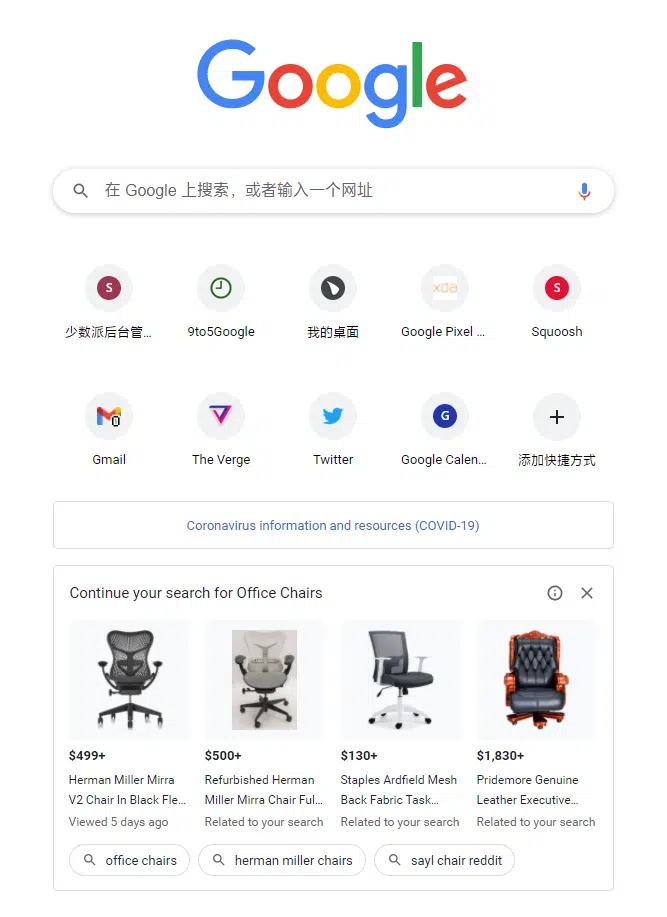 Google
在 Google 上搜索，或者输入一个网址
S
xda
S
少数派后台管...
9to5Google
我的桌面
Google Pixel ...
Squoosh
0
G
Gmail
The Verge
Twitter
Google Calen...
添加快捷方式
Coronavirus information and resources (COVID-19)
Continue your search for Office Chairs
$499+
Herman Miller Mirra
V2 Chair In Black Fle...
Viewed 5 days ago
$500+
Refurbished Herman
Miller Mirra Chair Ful...
Related to your search
$130+
Staples Ardfield Mesh
Back Fabric Task...
Related to your search
$1,830+
Pridemore Genuine
Leather Executive...
Related to your search
office chairs
herman miller chairs
sayl chair reddit